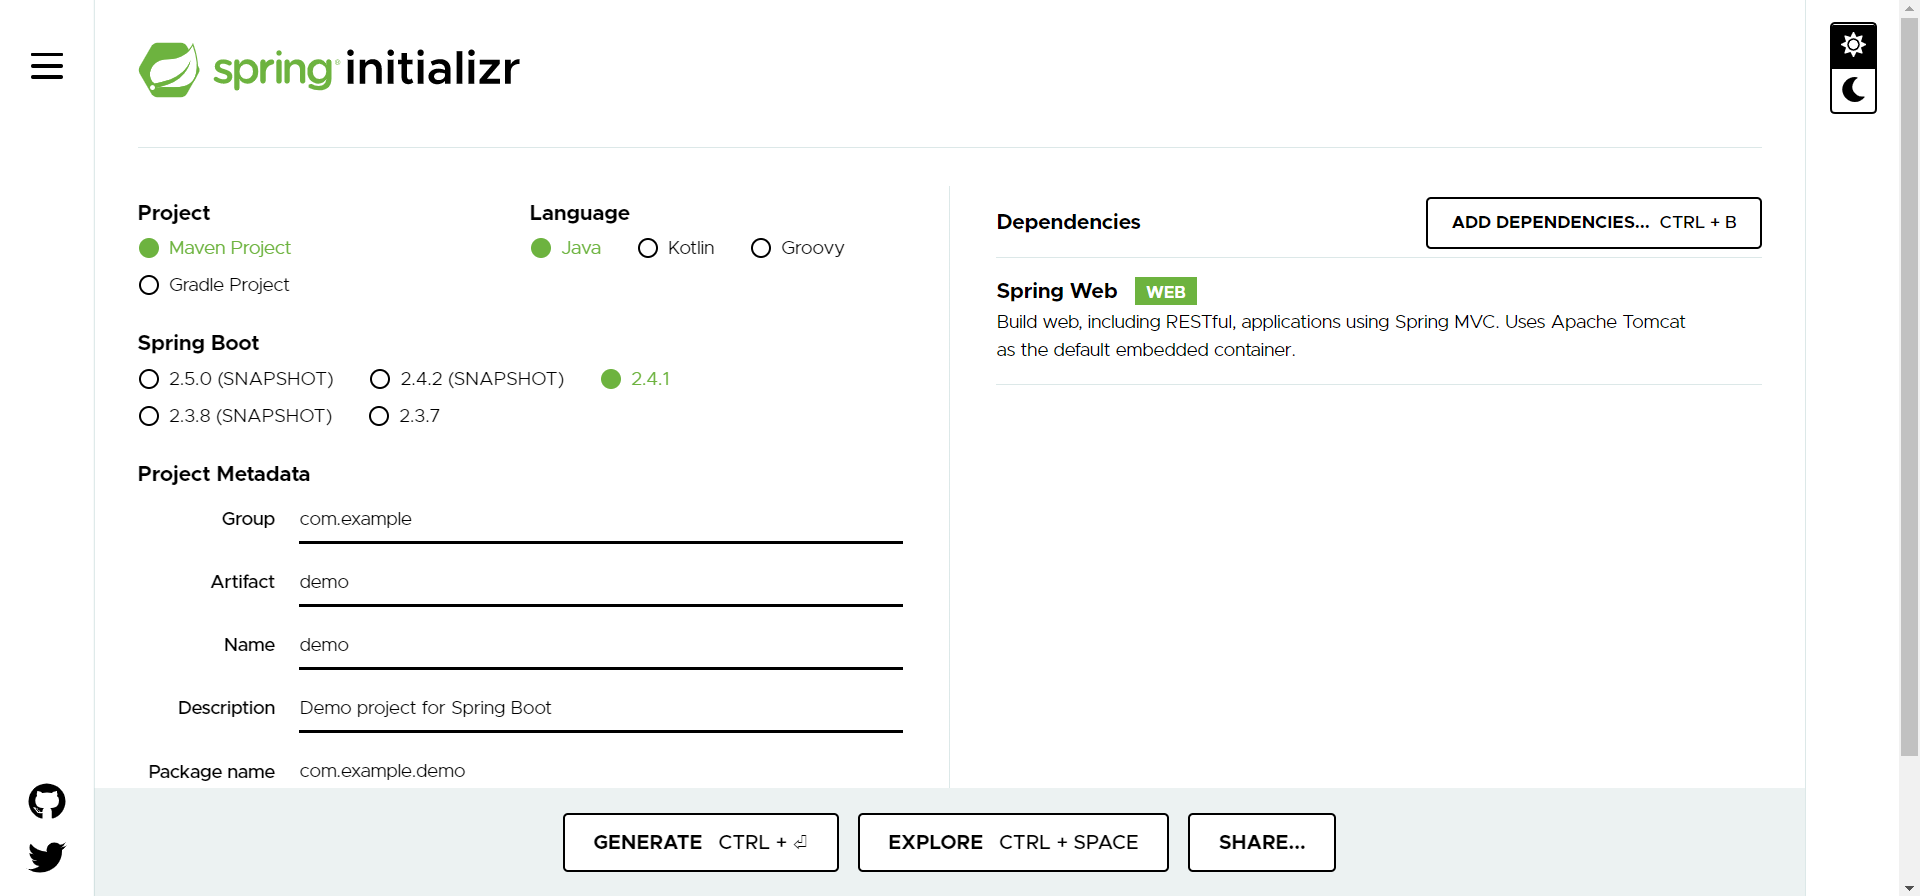 spring initializr
Project
Maven Project
Gradle Project
Language
Java Kotlin Groovy
Spring Boot
2.5.0 (SNAPSHOT) 2.4.2 (SNAPSHOT) 2.4.1
2.3.8 (SNAPSHOT) 2.3.7
Project Metadata
Group com.example
Artifact demo
Name demo
Description Demo project for Spring Boot
Package name com.example.demo
Dependencies
ADD DEPENDENCIES... CTRL + B
Spring Web WEB
Build web, including RESTful, applications using Spring MVC. Uses Apache Tomcat
as the default embedded container.
GENERATE CTRL + ⏎
EXPLORE CTRL + SPACE
SHARE...